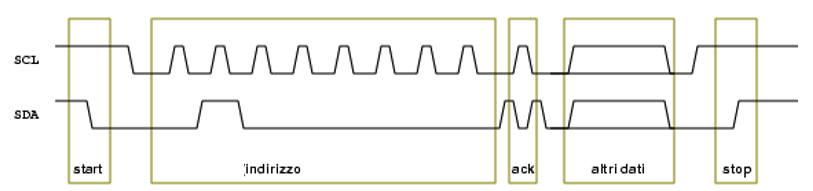 SCL
SDA
start
indirizzo
ack
altri dati
stop